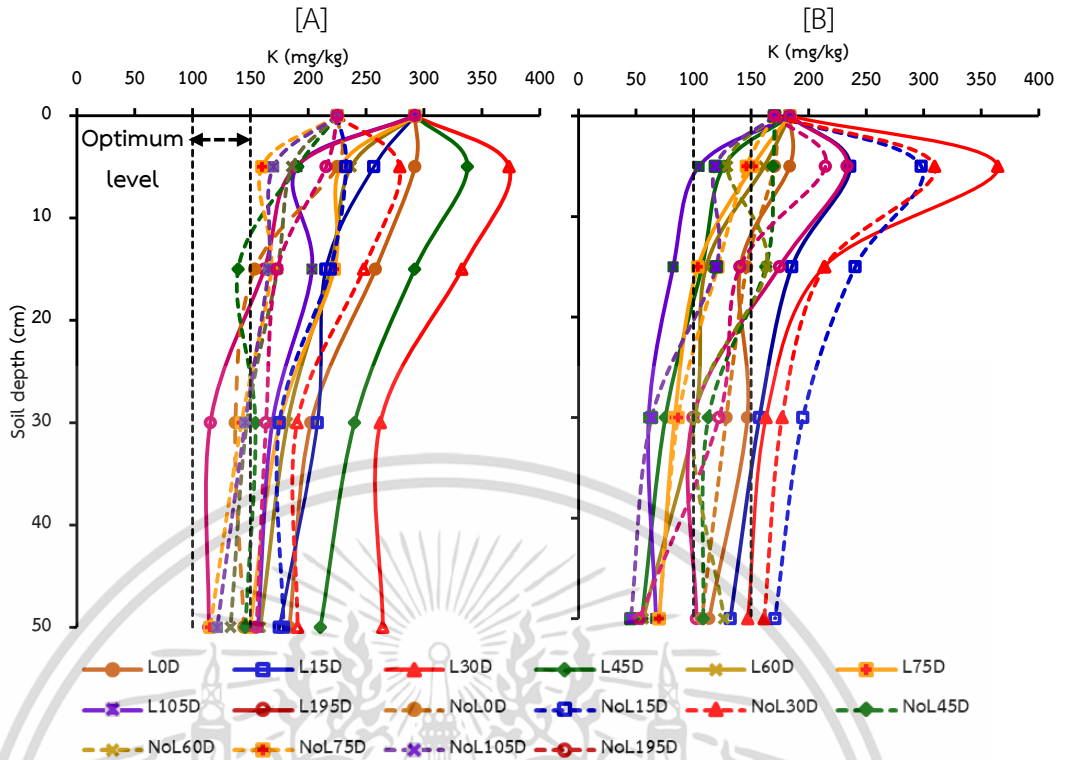 [A] [B]
K (mg/kg) K (mg/kg)
0 50 100 150 200 250 300 350 400 0 50 100 150 200 250 300 350 400
0
Optimum
level
10
20
30
40
50
Soil depth (cm)
L0D L15D L30D L45D L60D L75D
L105D L195D NoL0D NoL15D NoL30D NoL45D
NoL60D NoL75D NoL105D NoL195D